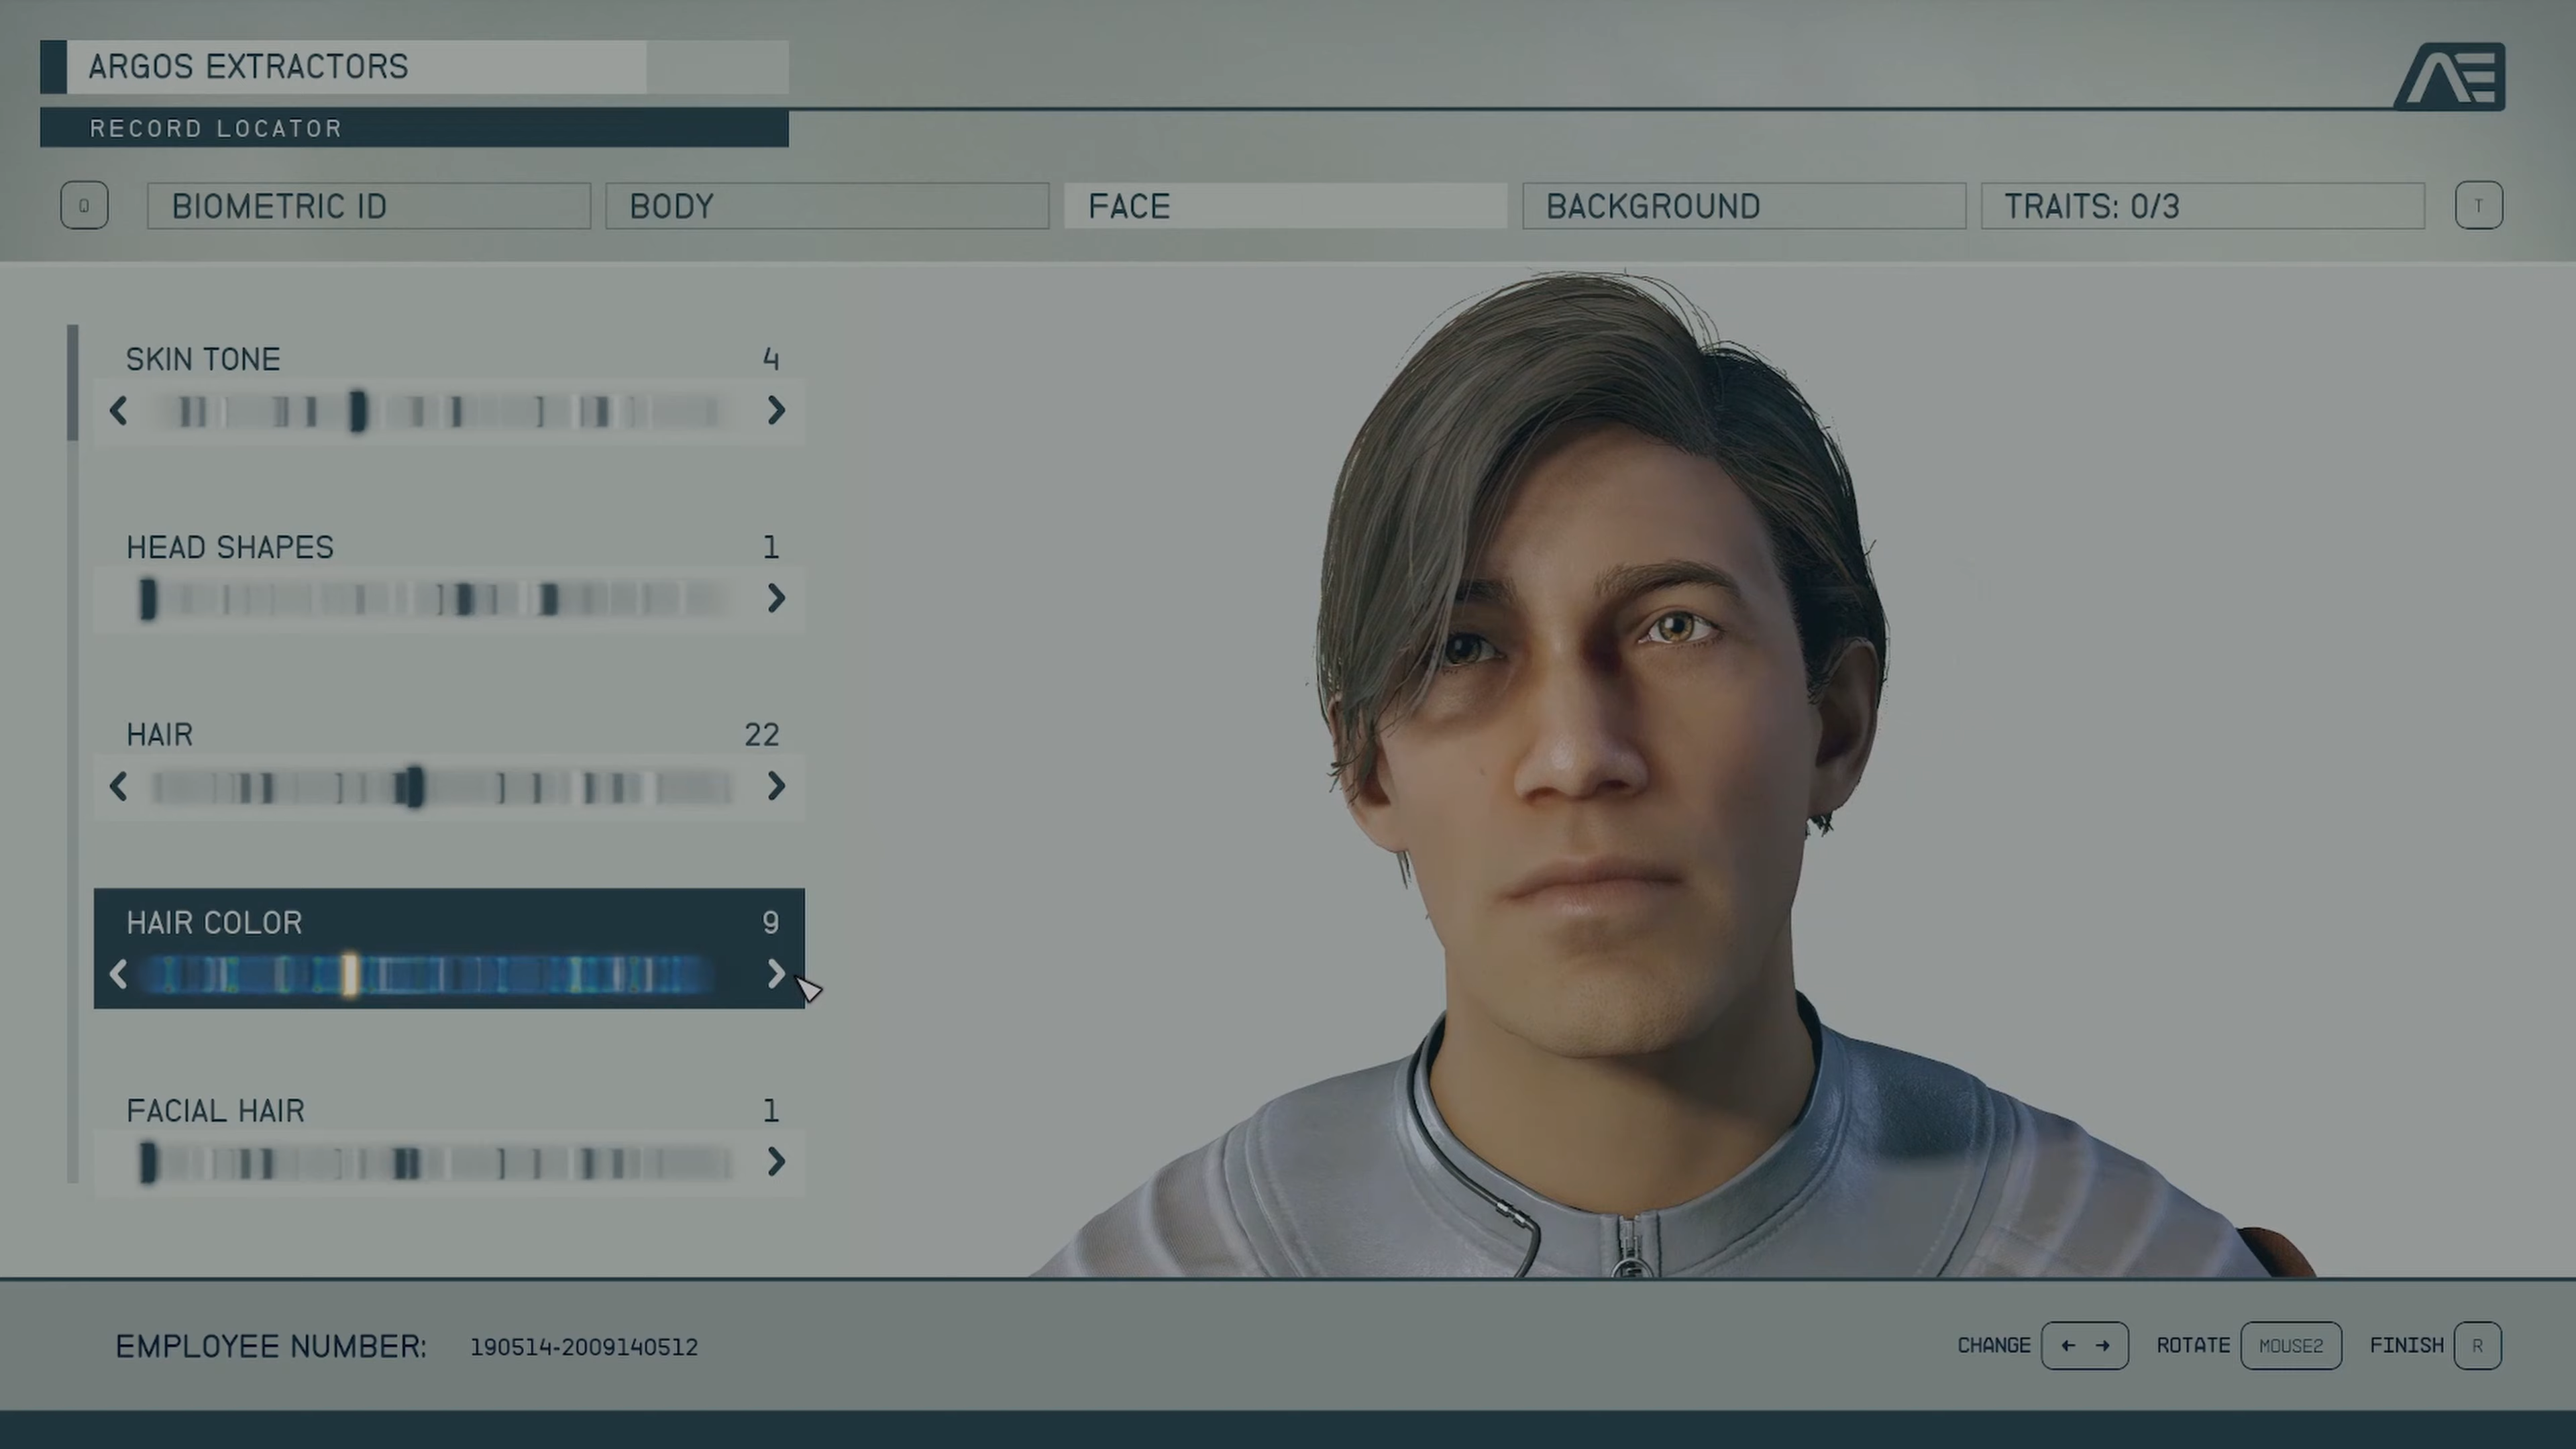 ARGOS EXTRACTORS
AE
RECORD LOCATOR
Q BIOMETRIC ID BODY FACE BACKGROUND TRAITS: 0/3 T
SKIN TONE 4
HEAD SHAPES 1
HAIR 22
HAIR COLOR 9
FACIAL HAIR 1
EMPLOYEE NUMBER: 190514-2009140512 CHANGE ← → ROTATE MOUSE2 FINISH R